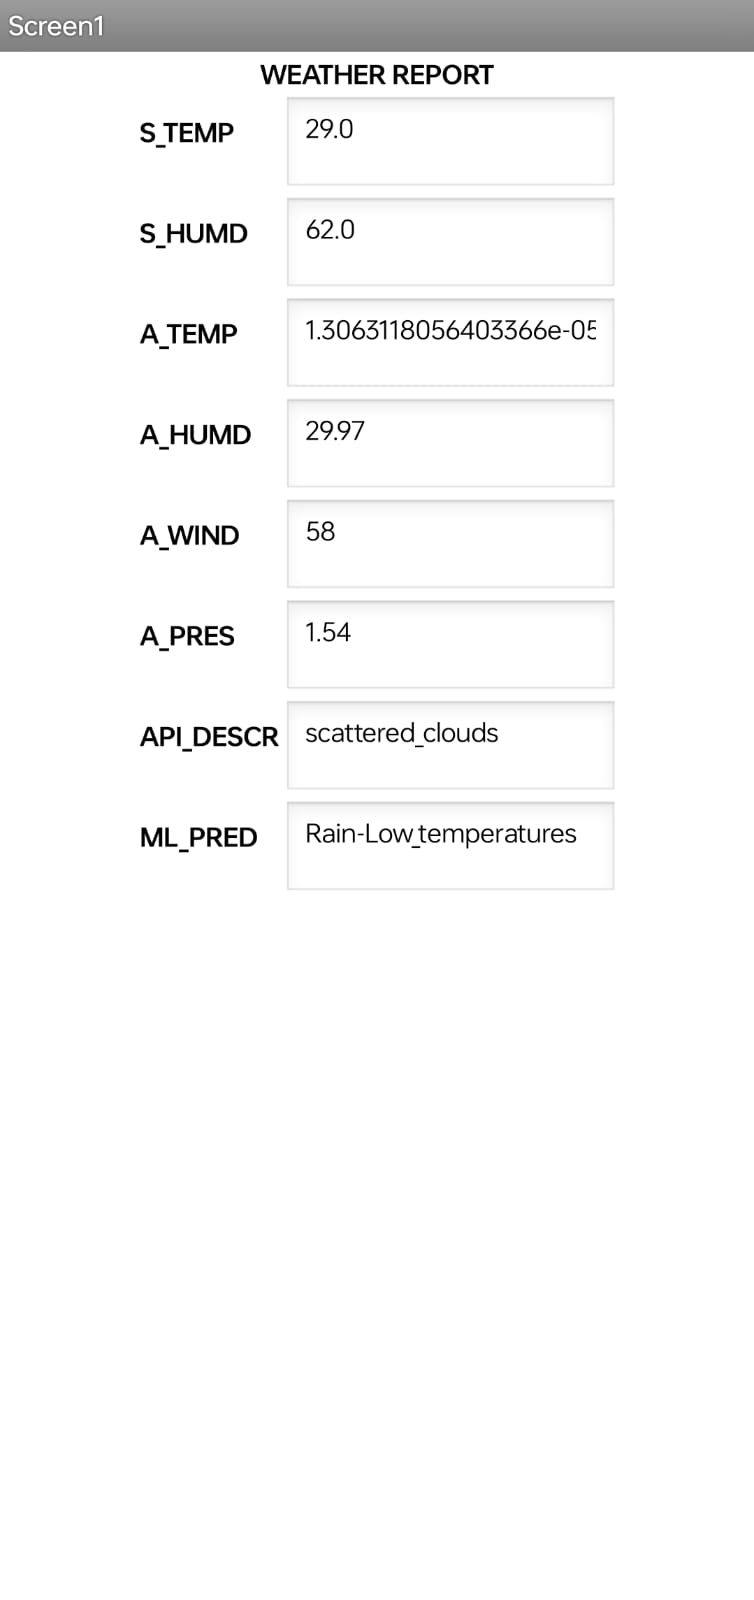 Screen1
WEATHER REPORT
S_TEMP 29.0
S_HUMD 62.0
A_TEMP 1.3063118056403366e-05
A_HUMD 29.97
A_WIND 58
A_PRES 1.54
API_DESCR scattered_clouds
ML_PRED Rain-Low_temperatures